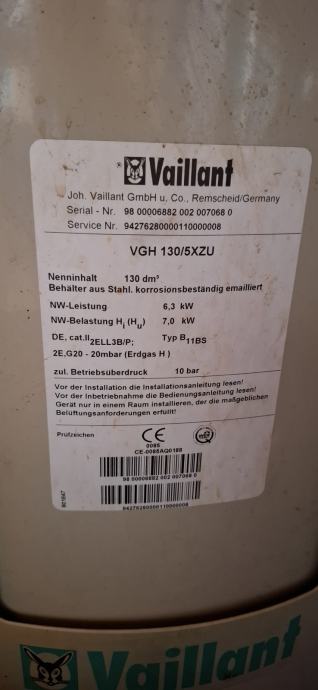 Vaillant
Joh. Vaillant GmbH u. Co., Remscheid/Germany
Serial - Nr. 98 00006882 002 007068 0
Service Nr. 94276280000110000008
VGH 130/5XZU
Nenninhalt 130 dm³
Behälter aus Stahl. korrosionsbeständig emailliert
NW-Leistung 6,3 kW
NW-Belastung Hi (Hu) 7,0 kW
DE, cat.II2ELL3B/P; Typ B11BS
2E,G20 - 20mbar (Erdgas H)
zul. Betriebsüberdruck 10 bar
Vor der Installation die Installationsanleitung lesen!
Vor der Inbetriebnahme die Bedienungsanleitung lesen!
Gerät nur in einem Raum installieren, der die maßgeblichen
Belüftungsanforderungen erfüllt!
Prüfzeichen CE
0085
CE-0085AQ0188
98 00006882 002 007068 0
94276280000110000008
Vaillant